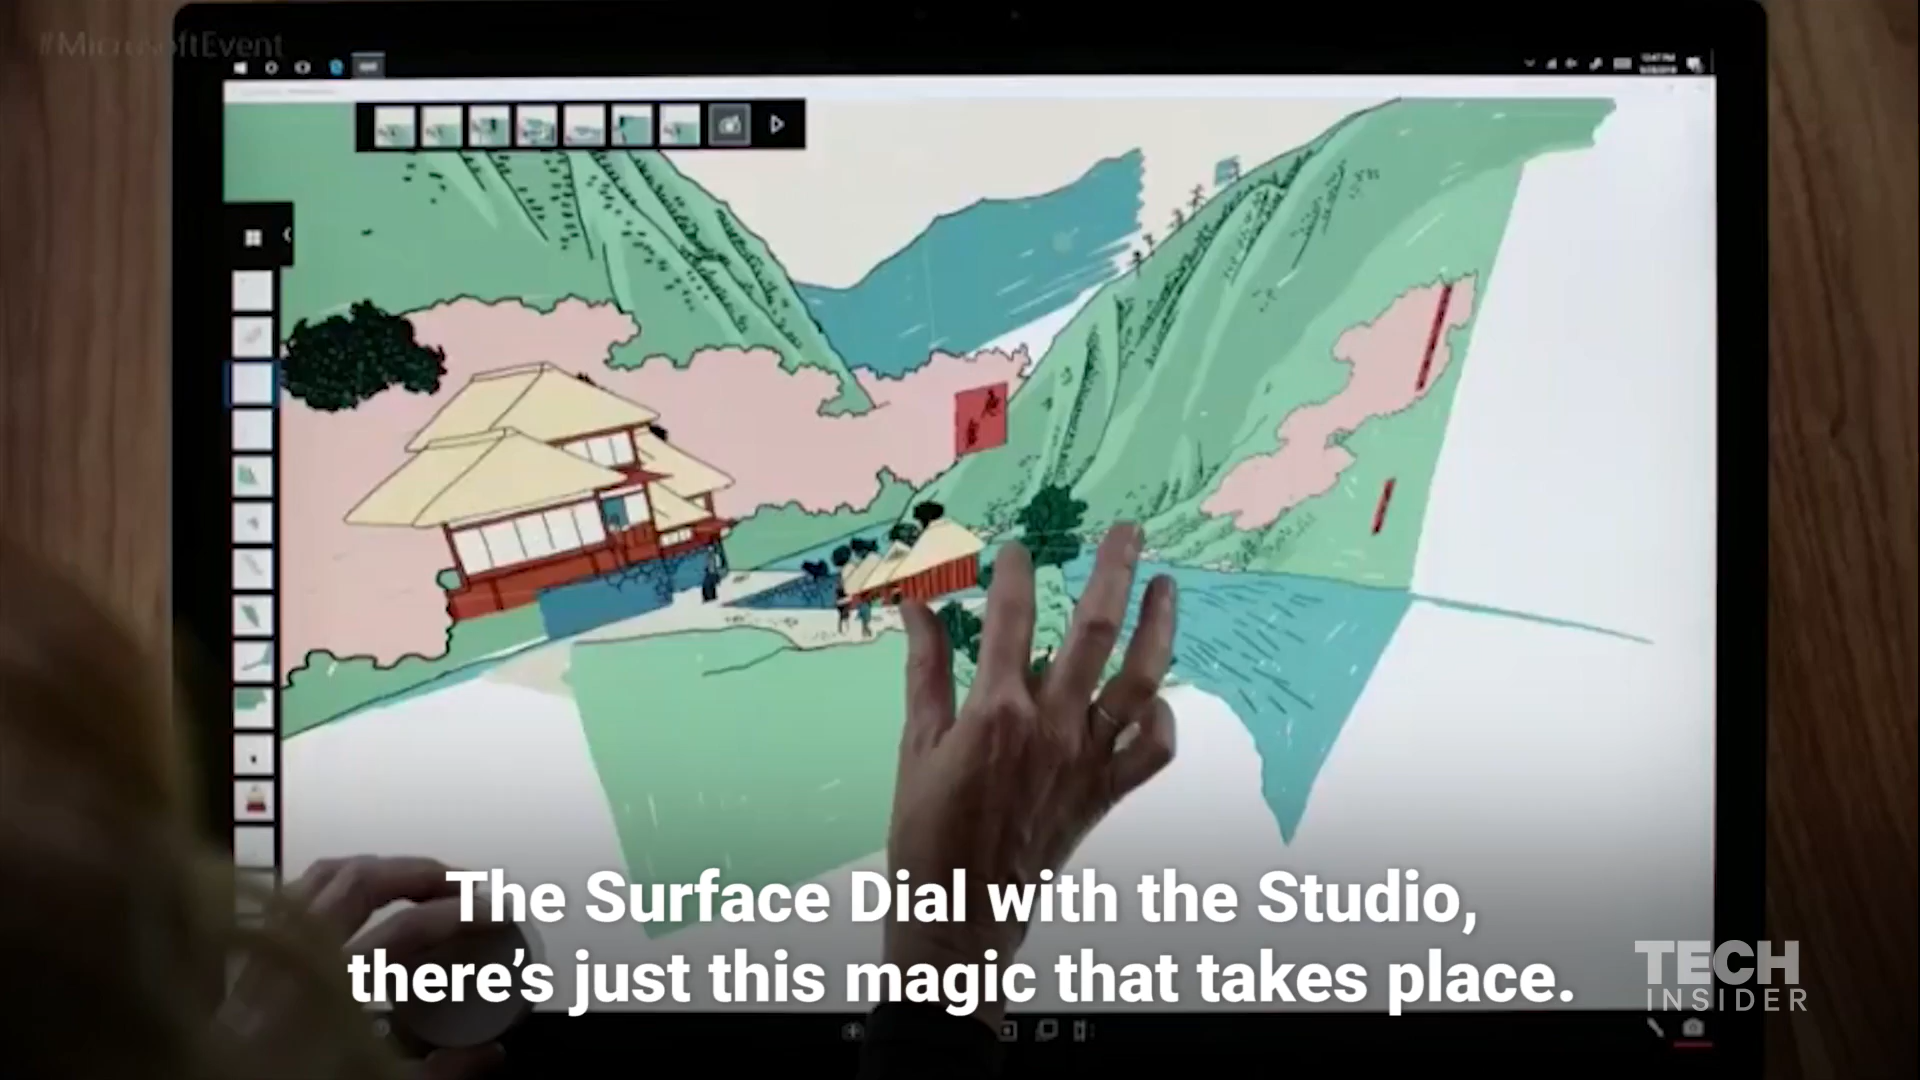 #MicrosoftEvent
The Surface Dial with the Studio,
there's just this magic that takes place.
TECH
INSIDER